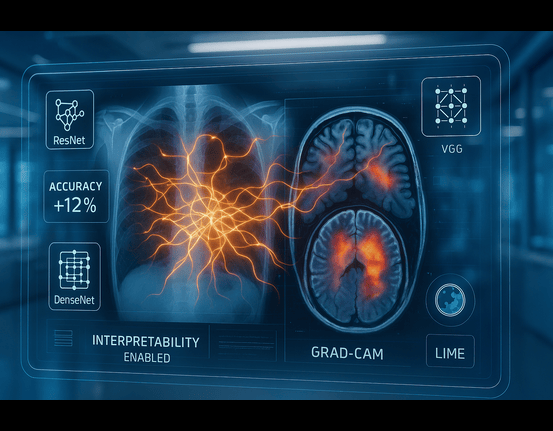 ResNet
VGG
ACCURACY
+12%
DenseNet
INTERPRETABILITY
ENABLED
GRAD-CAM
LIME